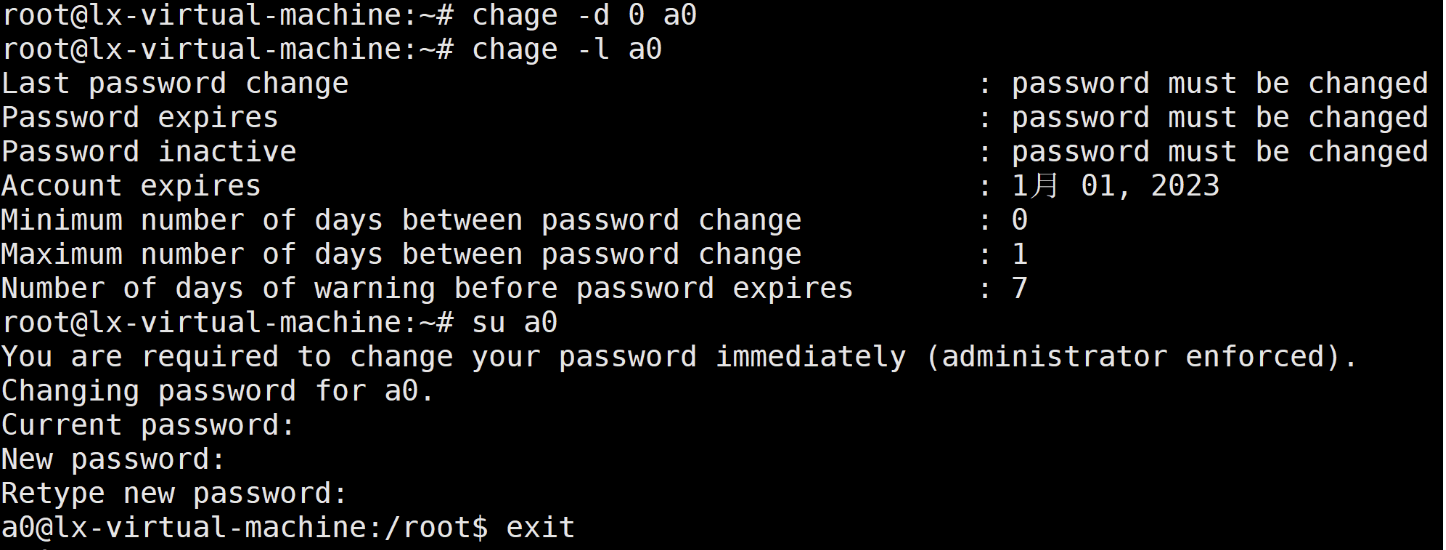 root@lx-virtual-machine:~# chage -d 0 a0
root@lx-virtual-machine:~# chage -l a0
Last password change : password must be changed
Password expires : password must be changed
Password inactive : password must be changed
Account expires : 1月 01, 2023
Minimum number of days between password change : 0
Maximum number of days between password change : 1
Number of days of warning before password expires : 7
root@lx-virtual-machine:~# su a0
You are required to change your password immediately (administrator enforced).
Changing password for a0.
Current password:
New password:
Retype new password:
a0@lx-virtual-machine:/root$ exit